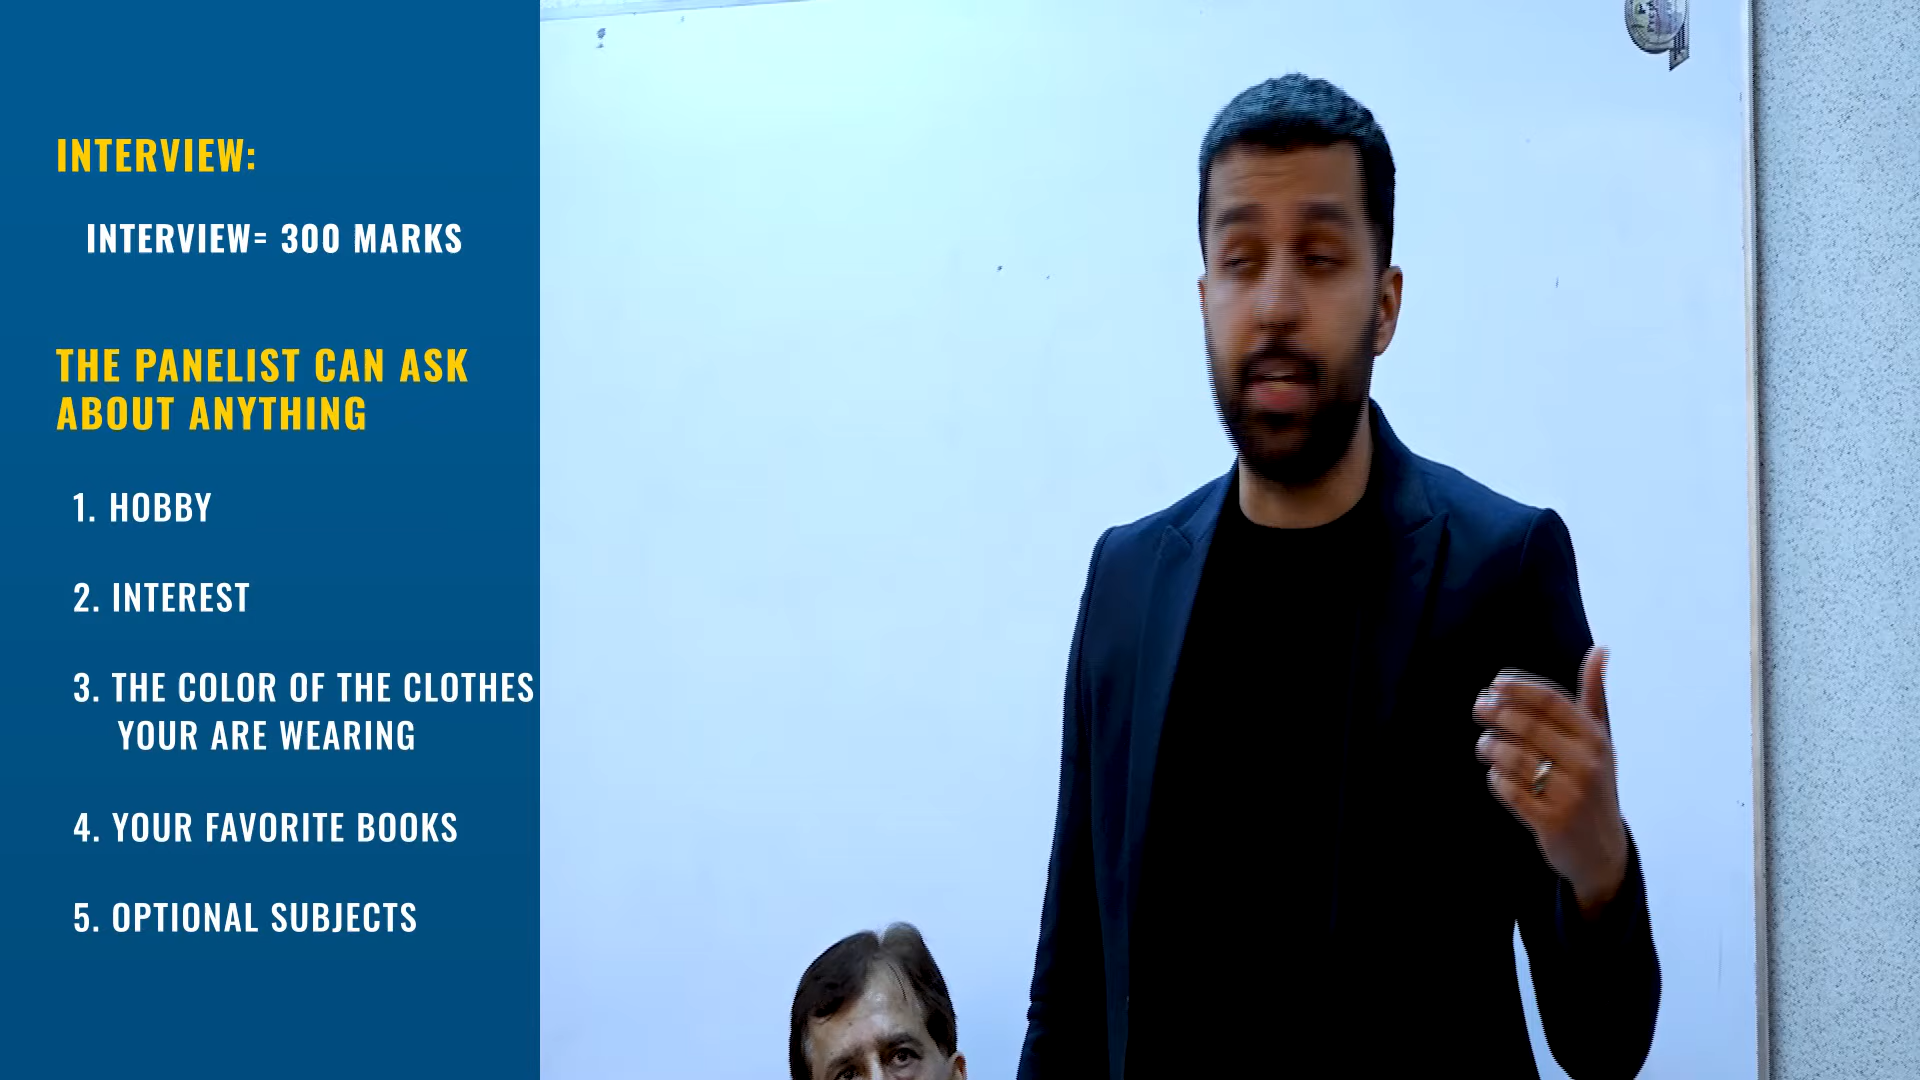 INTERVIEW:
INTERVIEW= 300 MARKS
THE PANELIST CAN ASK
ABOUT ANYTHING
1. HOBBY
2. INTEREST
3. THE COLOR OF THE CLOTHES
YOUR ARE WEARING
4. YOUR FAVORITE BOOKS
5. OPTIONAL SUBJECTS